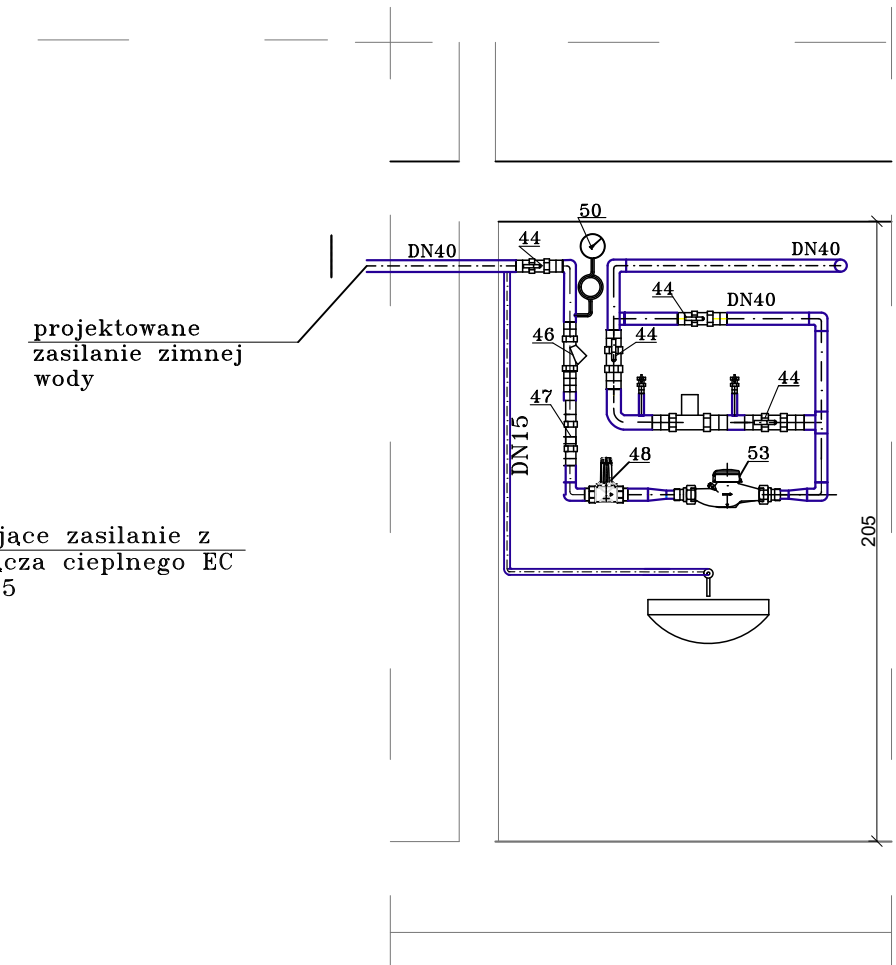 50
44
DN40
DN40
44
DN40
projektowane
zasilanie zimnej
wody
46
44
44
47
DN15
48
53
jące zasilanie z
ącza cieplnego EC
5
205